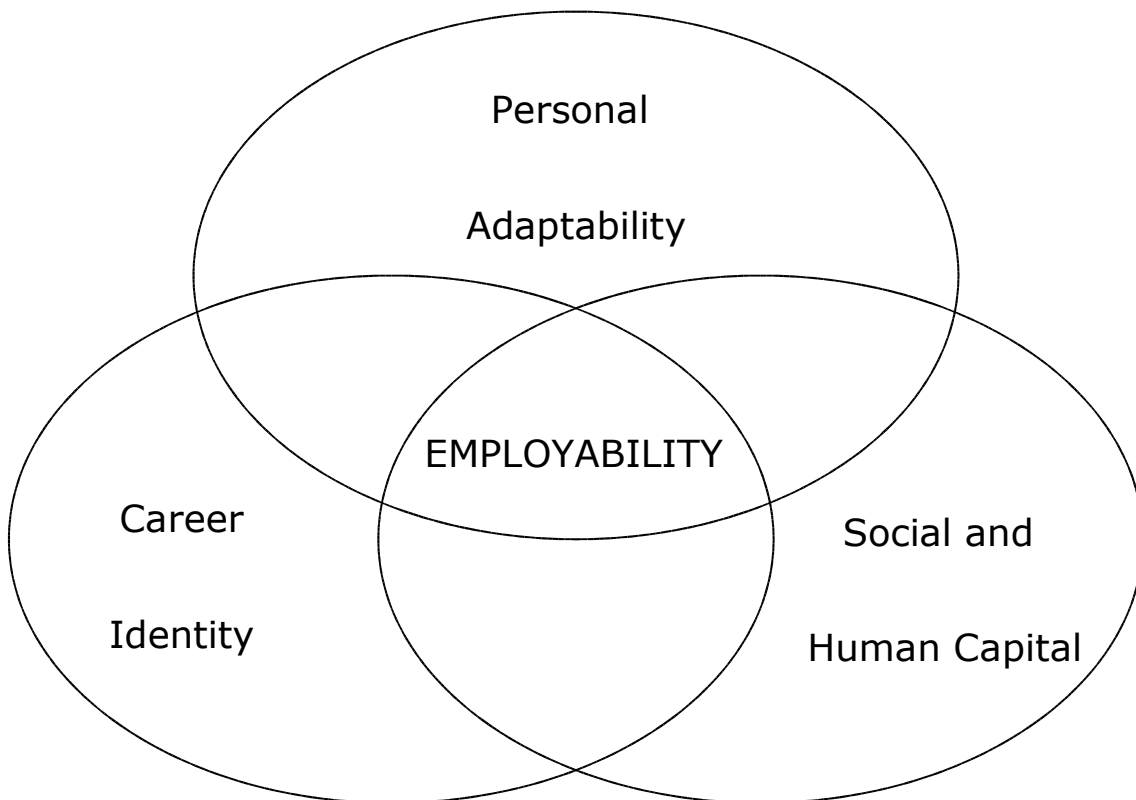 Personal
Adaptability
EMPLOYABILITY
Career
Identity
Social and
Human Capital